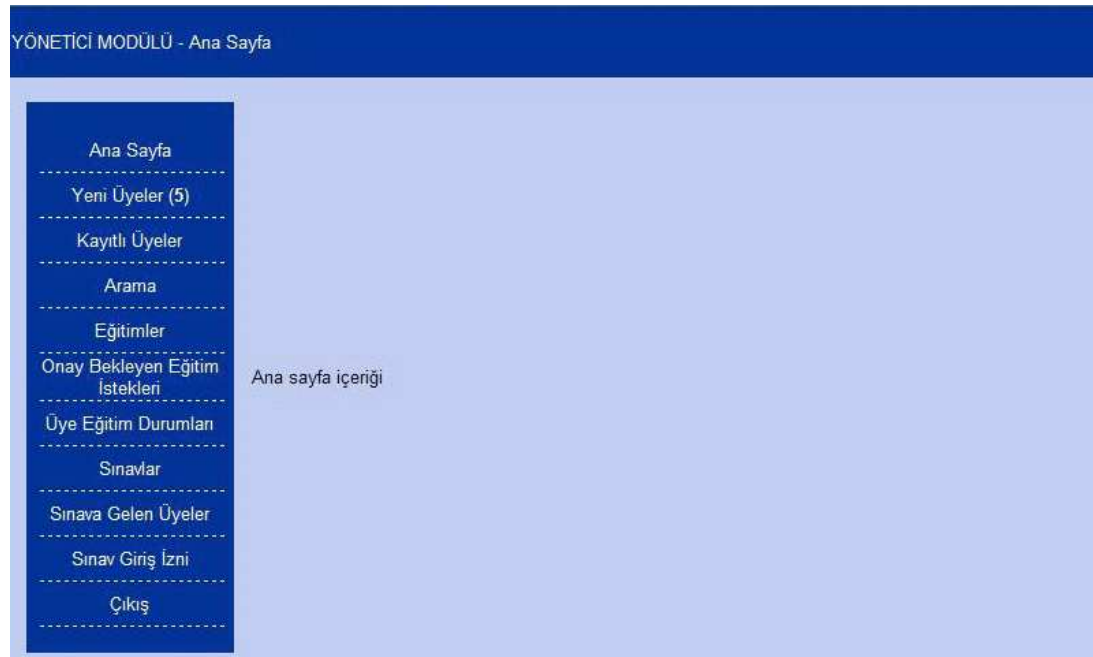 YÖNETİCİ MODÜLÜ - Ana Sayfa
Ana Sayfa
Yeni Üyeler (5)
Kayıtlı Üyeler
Arama
Eğitimler
Onay Bekleyen Eğitim
İstekleri
Üye Eğitim Durumları
Sınavlar
Sınava Gelen Üyeler
Sınav Giriş İzni
Çıkış
Ana sayfa içeriği